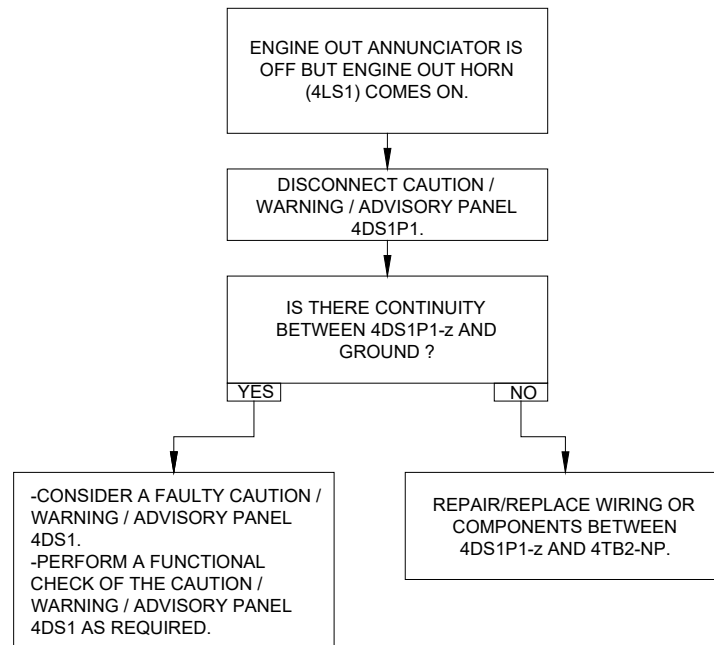 ENGINE OUT ANNUNCIATOR IS
OFF BUT ENGINE OUT HORN
(4LS1) COMES ON.
DISCONNECT CAUTION /
WARNING / ADVISORY PANEL
4DS1P1.
IS THERE CONTINUITY
BETWEEN 4DS1P1-z AND
GROUND ?
YES
NO
-CONSIDER A FAULTY CAUTION /
WARNING / ADVISORY PANEL
4DS1.
-PERFORM A FUNCTIONAL
CHECK OF THE CAUTION /
WARNING / ADVISORY PANEL
4DS1 AS REQUIRED.
REPAIR/REPLACE WIRING OR
COMPONENTS BETWEEN
4DS1P1-z AND 4TB2-NP.